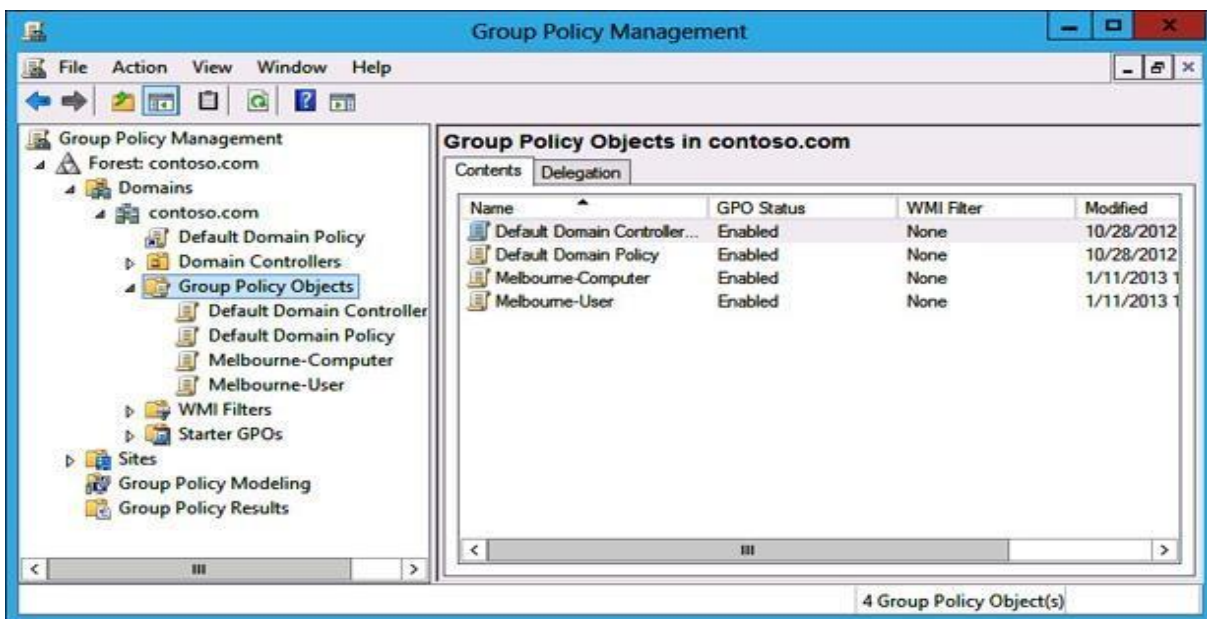 Group Policy Management
File Action View Window Help
Group Policy Management
Forest: contoso.com
Domains
contoso.com
Default Domain Policy
Domain Controllers
Group Policy Objects
Default Domain Controller
Default Domain Policy
Melbourne-Computer
Melbourne-User
WMI Filters
Starter GPOs
Sites
Group Policy Modeling
Group Policy Results
Group Policy Objects in contoso.com
Contents Delegation
Name GPO Status WMI Filter Modified
Default Domain Controller... Enabled None 10/28/2012
Default Domain Policy Enabled None 10/28/2012
Melbourne-Computer Enabled None 1/11/2013 1
Melbourne-User Enabled None 1/11/2013 1
4 Group Policy Object(s)